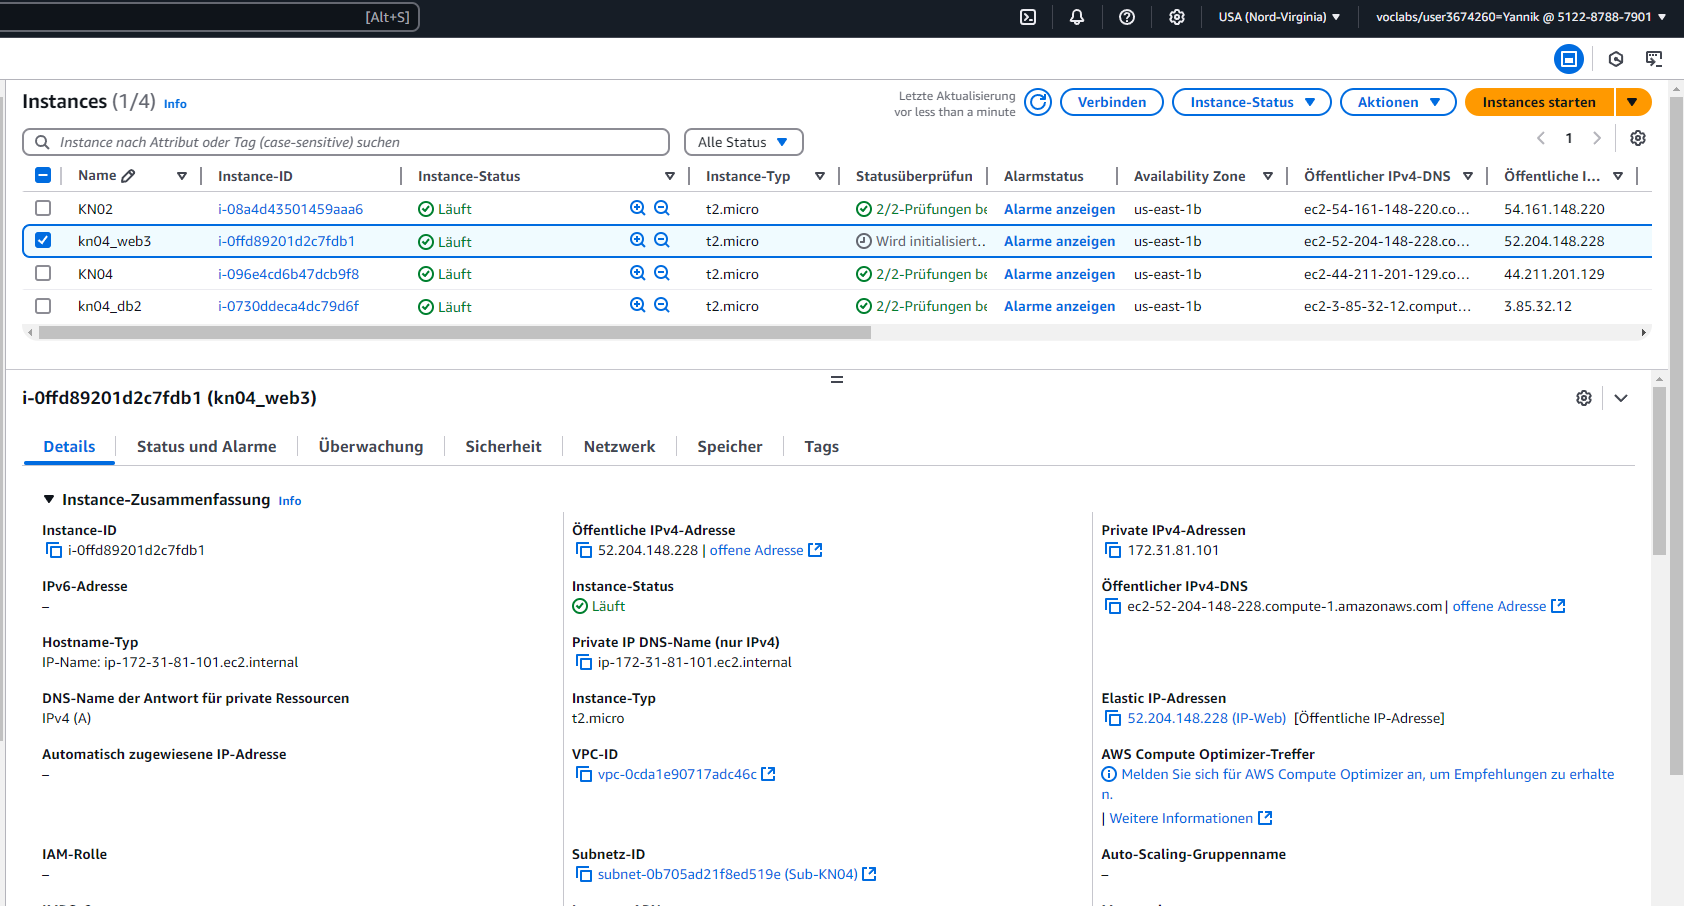 [Alt+S] USA (Nord-Virginia) voclabs/user3674260=Yannik @ 5122-8788-7901
Instances (1/4) Info
Letzte Aktualisierung
vor less than a minute
Verbinden Instance-Status Aktionen Instances starten
Instance nach Attribut oder Tag (case-sensitive) suchen Alle Status 1
Name Instance-ID Instance-Status Instance-Typ Statusüberprüfun Alarmstatus Availability Zone Öffentlicher IPv4-DNS Öffentliche I...
KN02 i-08a4d43501459aaa6 Läuft t2.micro 2/2-Prüfungen be Alarme anzeigen us-east-1b ec2-54-161-148-220.co... 54.161.148.220
kn04_web3 i-0ffd89201d2c7fdb1 Läuft t2.micro Wird initialisiert.. Alarme anzeigen us-east-1b ec2-52-204-148-228.co... 52.204.148.228
KN04 i-096e4cd6b47dcb9f8 Läuft t2.micro 2/2-Prüfungen be Alarme anzeigen us-east-1b ec2-44-211-201-129.co... 44.211.201.129
kn04_db2 i-0730ddeca4dc79d6f Läuft t2.micro 2/2-Prüfungen be Alarme anzeigen us-east-1b ec2-3-85-32-12.comput... 3.85.32.12
i-0ffd89201d2c7fdb1 (kn04_web3)
Details Status und Alarme Überwachung Sicherheit Netzwerk Speicher Tags
Instance-Zusammenfassung Info
Instance-ID
i-0ffd89201d2c7fdb1
Öffentliche IPv4-Adresse
52.204.148.228 | offene Adresse
Private IPv4-Adressen
172.31.81.101
IPv6-Adresse
–
Instance-Status
Läuft
Öffentlicher IPv4-DNS
ec2-52-204-148-228.compute-1.amazonaws.com | offene Adresse
Hostname-Typ
IP-Name: ip-172-31-81-101.ec2.internal
Private IP DNS-Name (nur IPv4)
ip-172-31-81-101.ec2.internal
DNS-Name der Antwort für private Ressourcen
IPv4 (A)
Instance-Typ
t2.micro
Elastic IP-Adressen
52.204.148.228 (IP-Web) [Öffentliche IP-Adresse]
Automatisch zugewiesene IP-Adresse
–
VPC-ID
vpc-0cda1e90717adc46c
AWS Compute Optimizer-Treffer
Melden Sie sich für AWS Compute Optimizer an, um Empfehlungen zu erhalte
n.
| Weitere Informationen
IAM-Rolle
–
Subnetz-ID
subnet-0b705ad21f8ed519e (Sub-KN04)
Auto-Scaling-Gruppenname
–